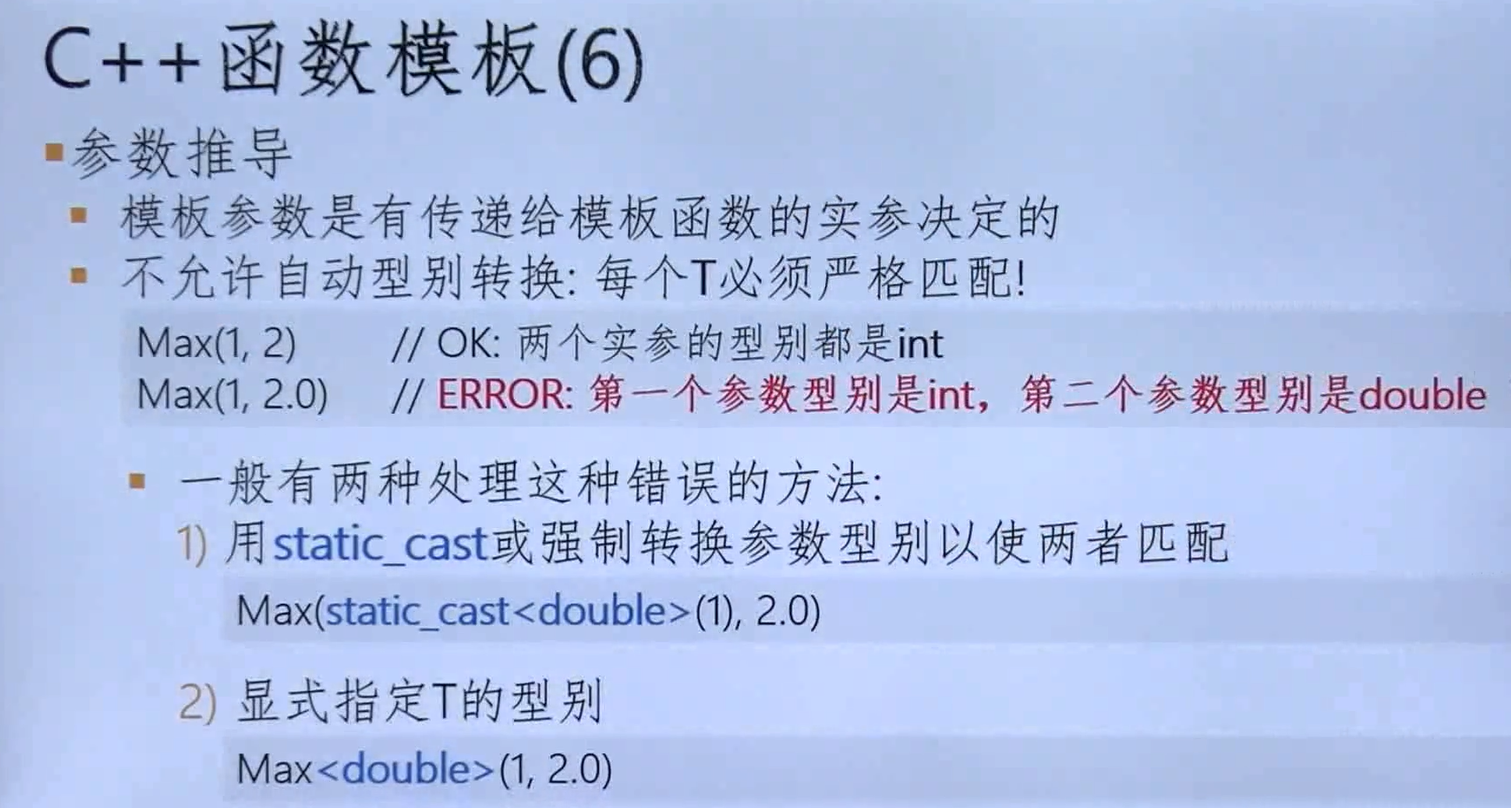 C++函数模板(6)
参数推导
模板参数是有传递给模板函数的实参决定的
不允许自动型别转换: 每个T必须严格匹配!
Max(1, 2) // OK: 两个实参的型别都是int
Max(1, 2.0) // ERROR: 第一个参数型别是int，第二个参数型别是double
一般有两种处理这种错误的方法:
1) 用static_cast或强制转换参数型别以使两者匹配
Max(static_cast<double>(1), 2.0)
2) 显式指定T的型别
Max<double>(1, 2.0)